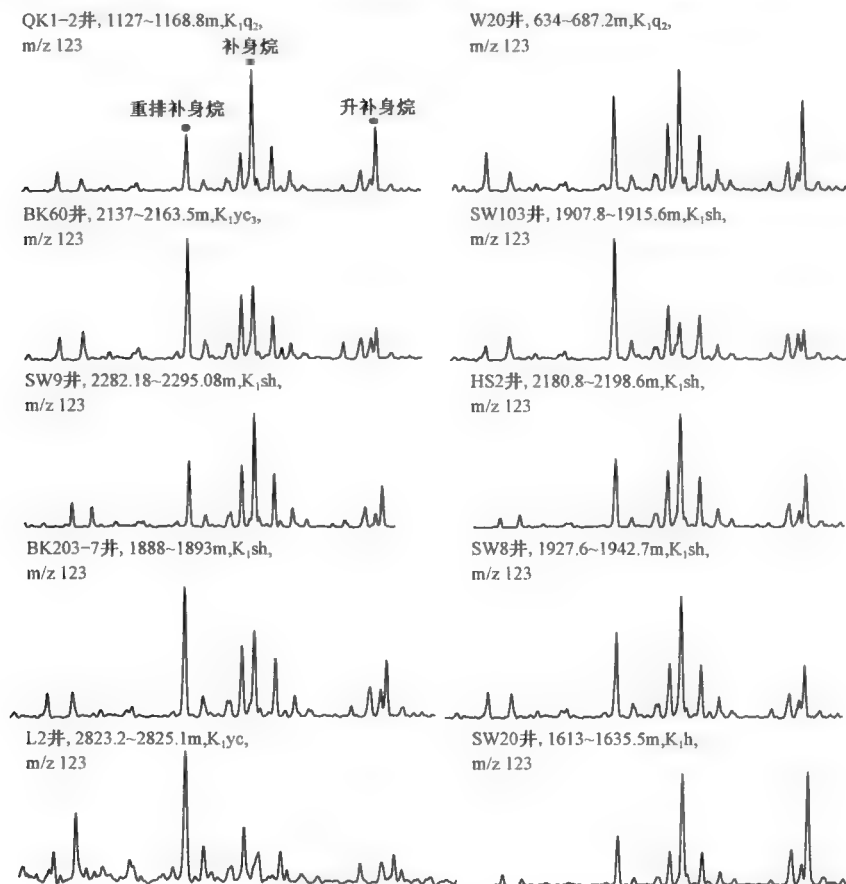 QK1-2井, 1127~1168.8m,K₁q₂,
m/z 123
补身烷
重排补身烷
升补身烷
W20井, 634~687.2m,K₁q₂,
m/z 123
BK60井, 2137~2163.5m,K₁yc₃,
m/z 123
SW103井, 1907.8~1915.6m,K₁sh,
m/z 123
SW9井, 2282.18~2295.08m,K₁sh,
m/z 123
HS2井, 2180.8~2198.6m,K₁sh,
m/z 123
BK203-7井, 1888~1893m,K₁sh,
m/z 123
SW8井, 1927.6~1942.7m,K₁sh,
m/z 123
L2井, 2823.2~2825.1m,K₁yc,
m/z 123
SW20井, 1613~1635.5m,K₁h,
m/z 123